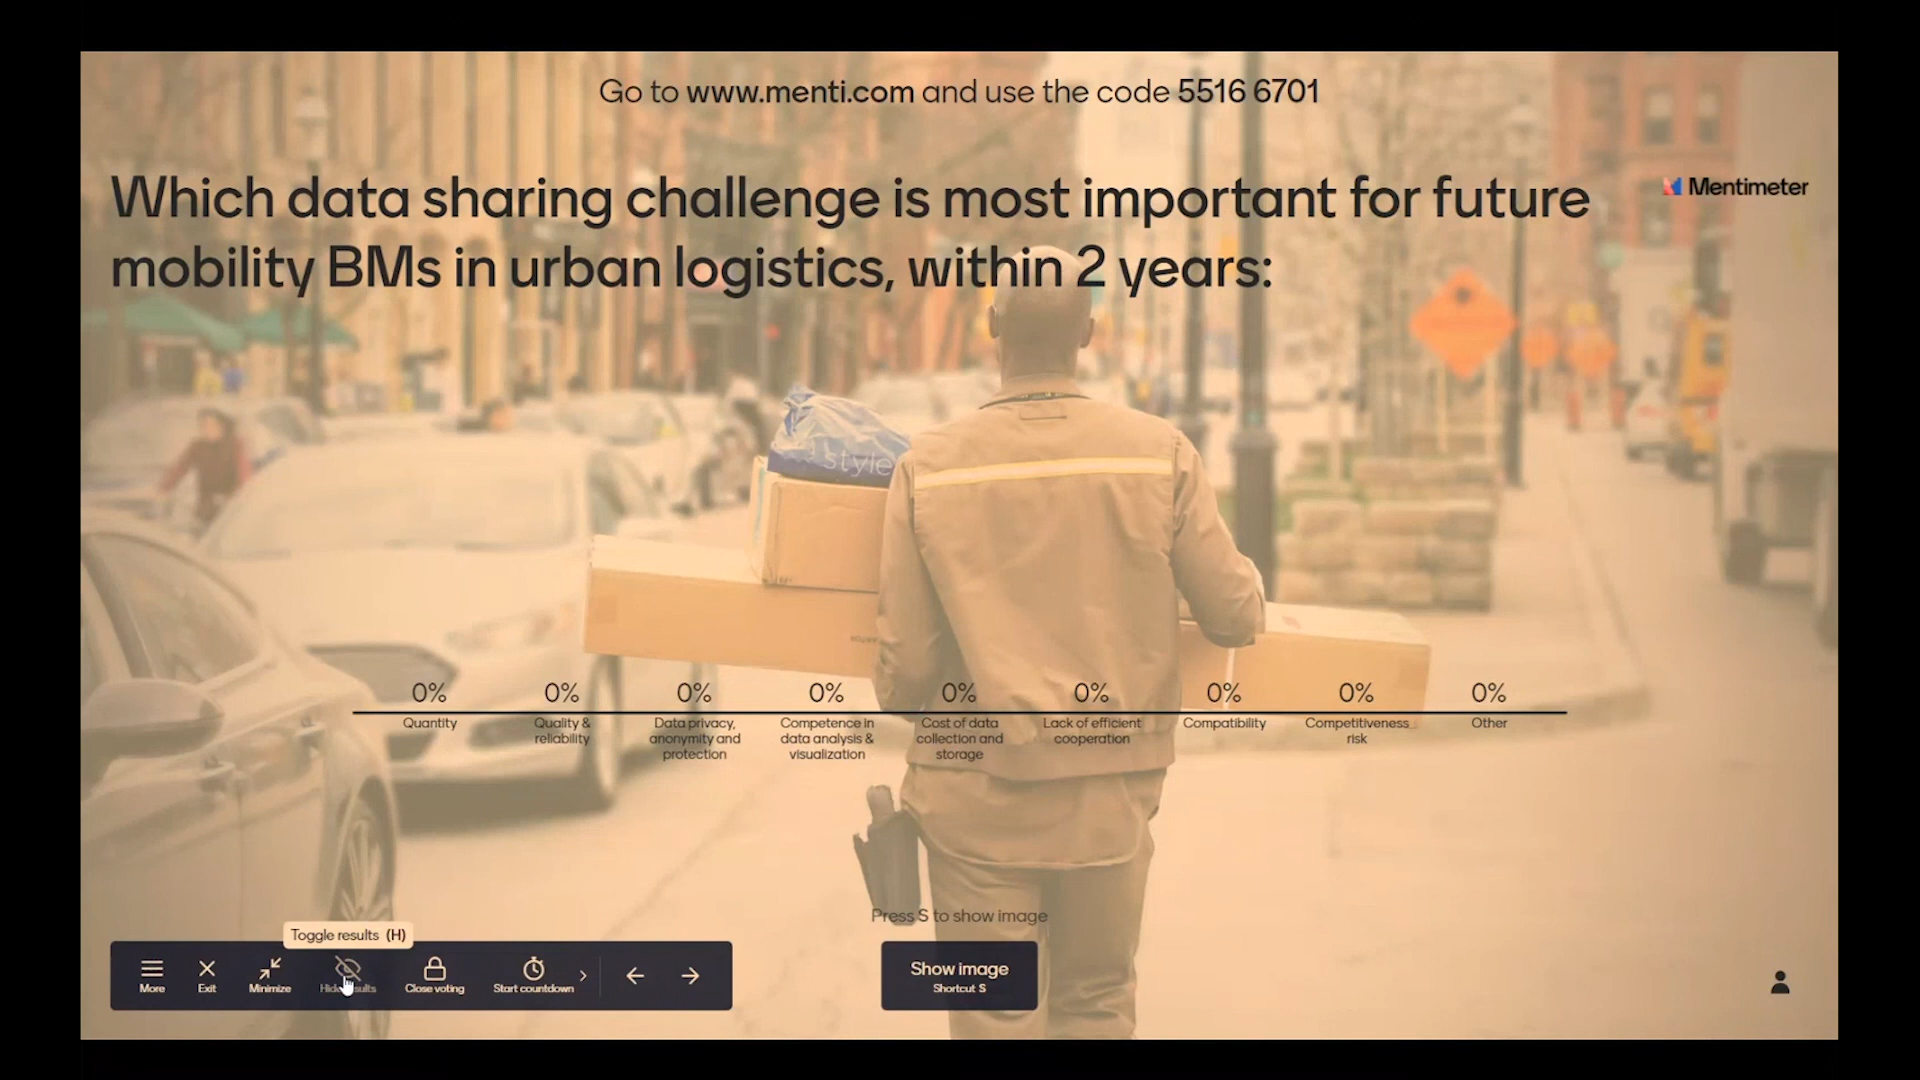 Go to www.menti.com and use the code 5516 6701
Which data sharing challenge is most important for future
mobility BMs in urban logistics, within 2 years:
Mentimeter
style
0% 0% 0% 0% 0% 0% 0% 0% 0%
Quantity
Quality &
reliability
Data privacy,
anonymity and
protection
Competence in
data analysis &
visualization
Cost of data
collection and
storage
Lack of efficient
cooperation
Compatibility
Competitiveness
risk
Other
Press S to show image
Toggle results (H)
More
Exit
Minimize
Close voting
Start countdown
Show image
Shortcut S